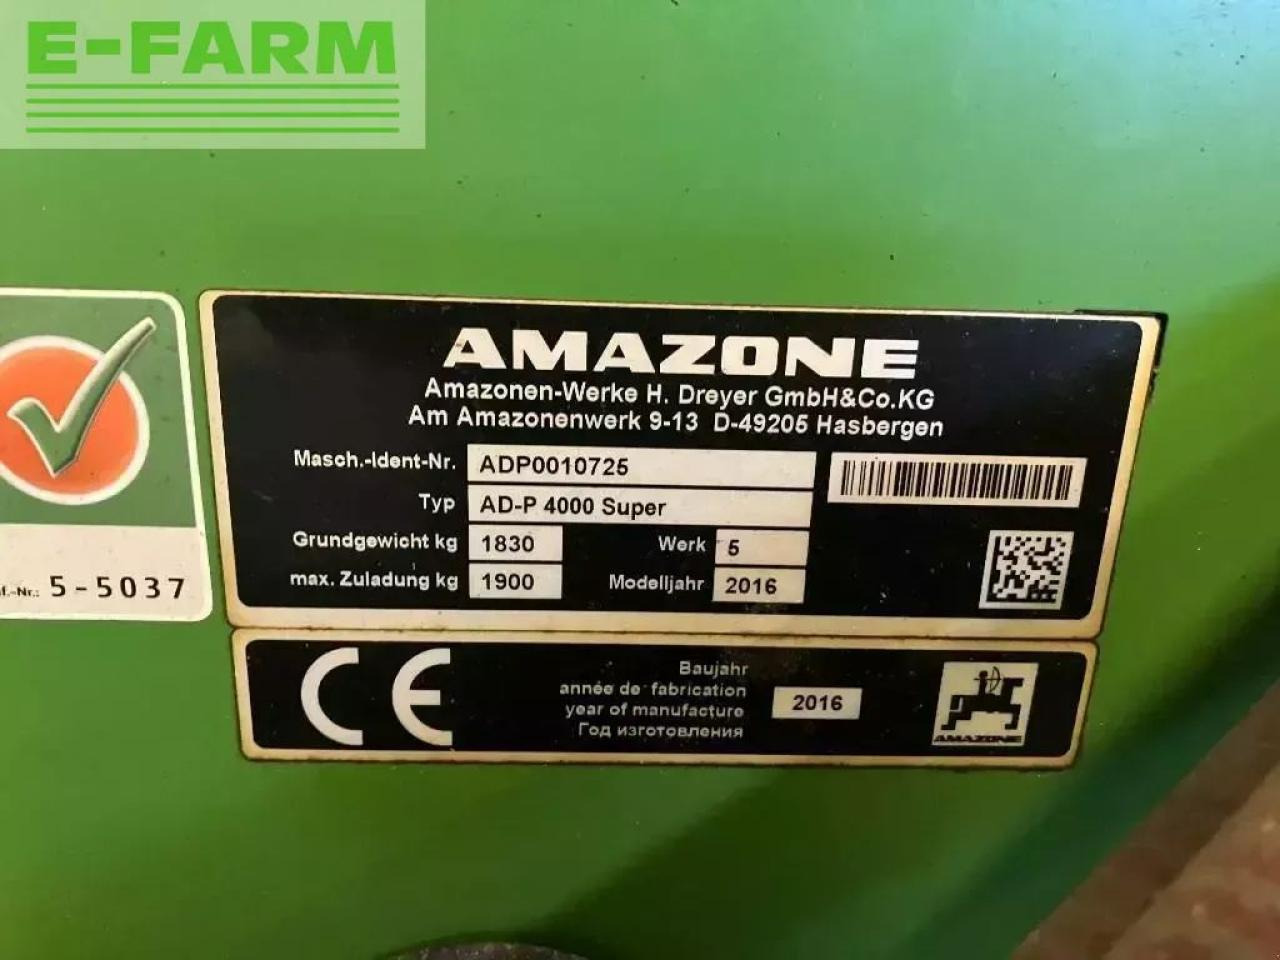 E-FARM
AMAZONE
Amazonen-Werke H. Dreyer GmbH&Co.KG
Am Amazonenwerk 9-13 D-49205 Hasbergen
Masch.-Ident-Nr. ADP0010725
Typ AD-P 4000 Super
Grundgewicht kg 1830 Werk 5
max. Zuladung kg 1900 Modelljahr 2016
5-5037
CE
Baujahr
année de fabrication
year of manufacture 2016
Год изготовления
AMAZONE